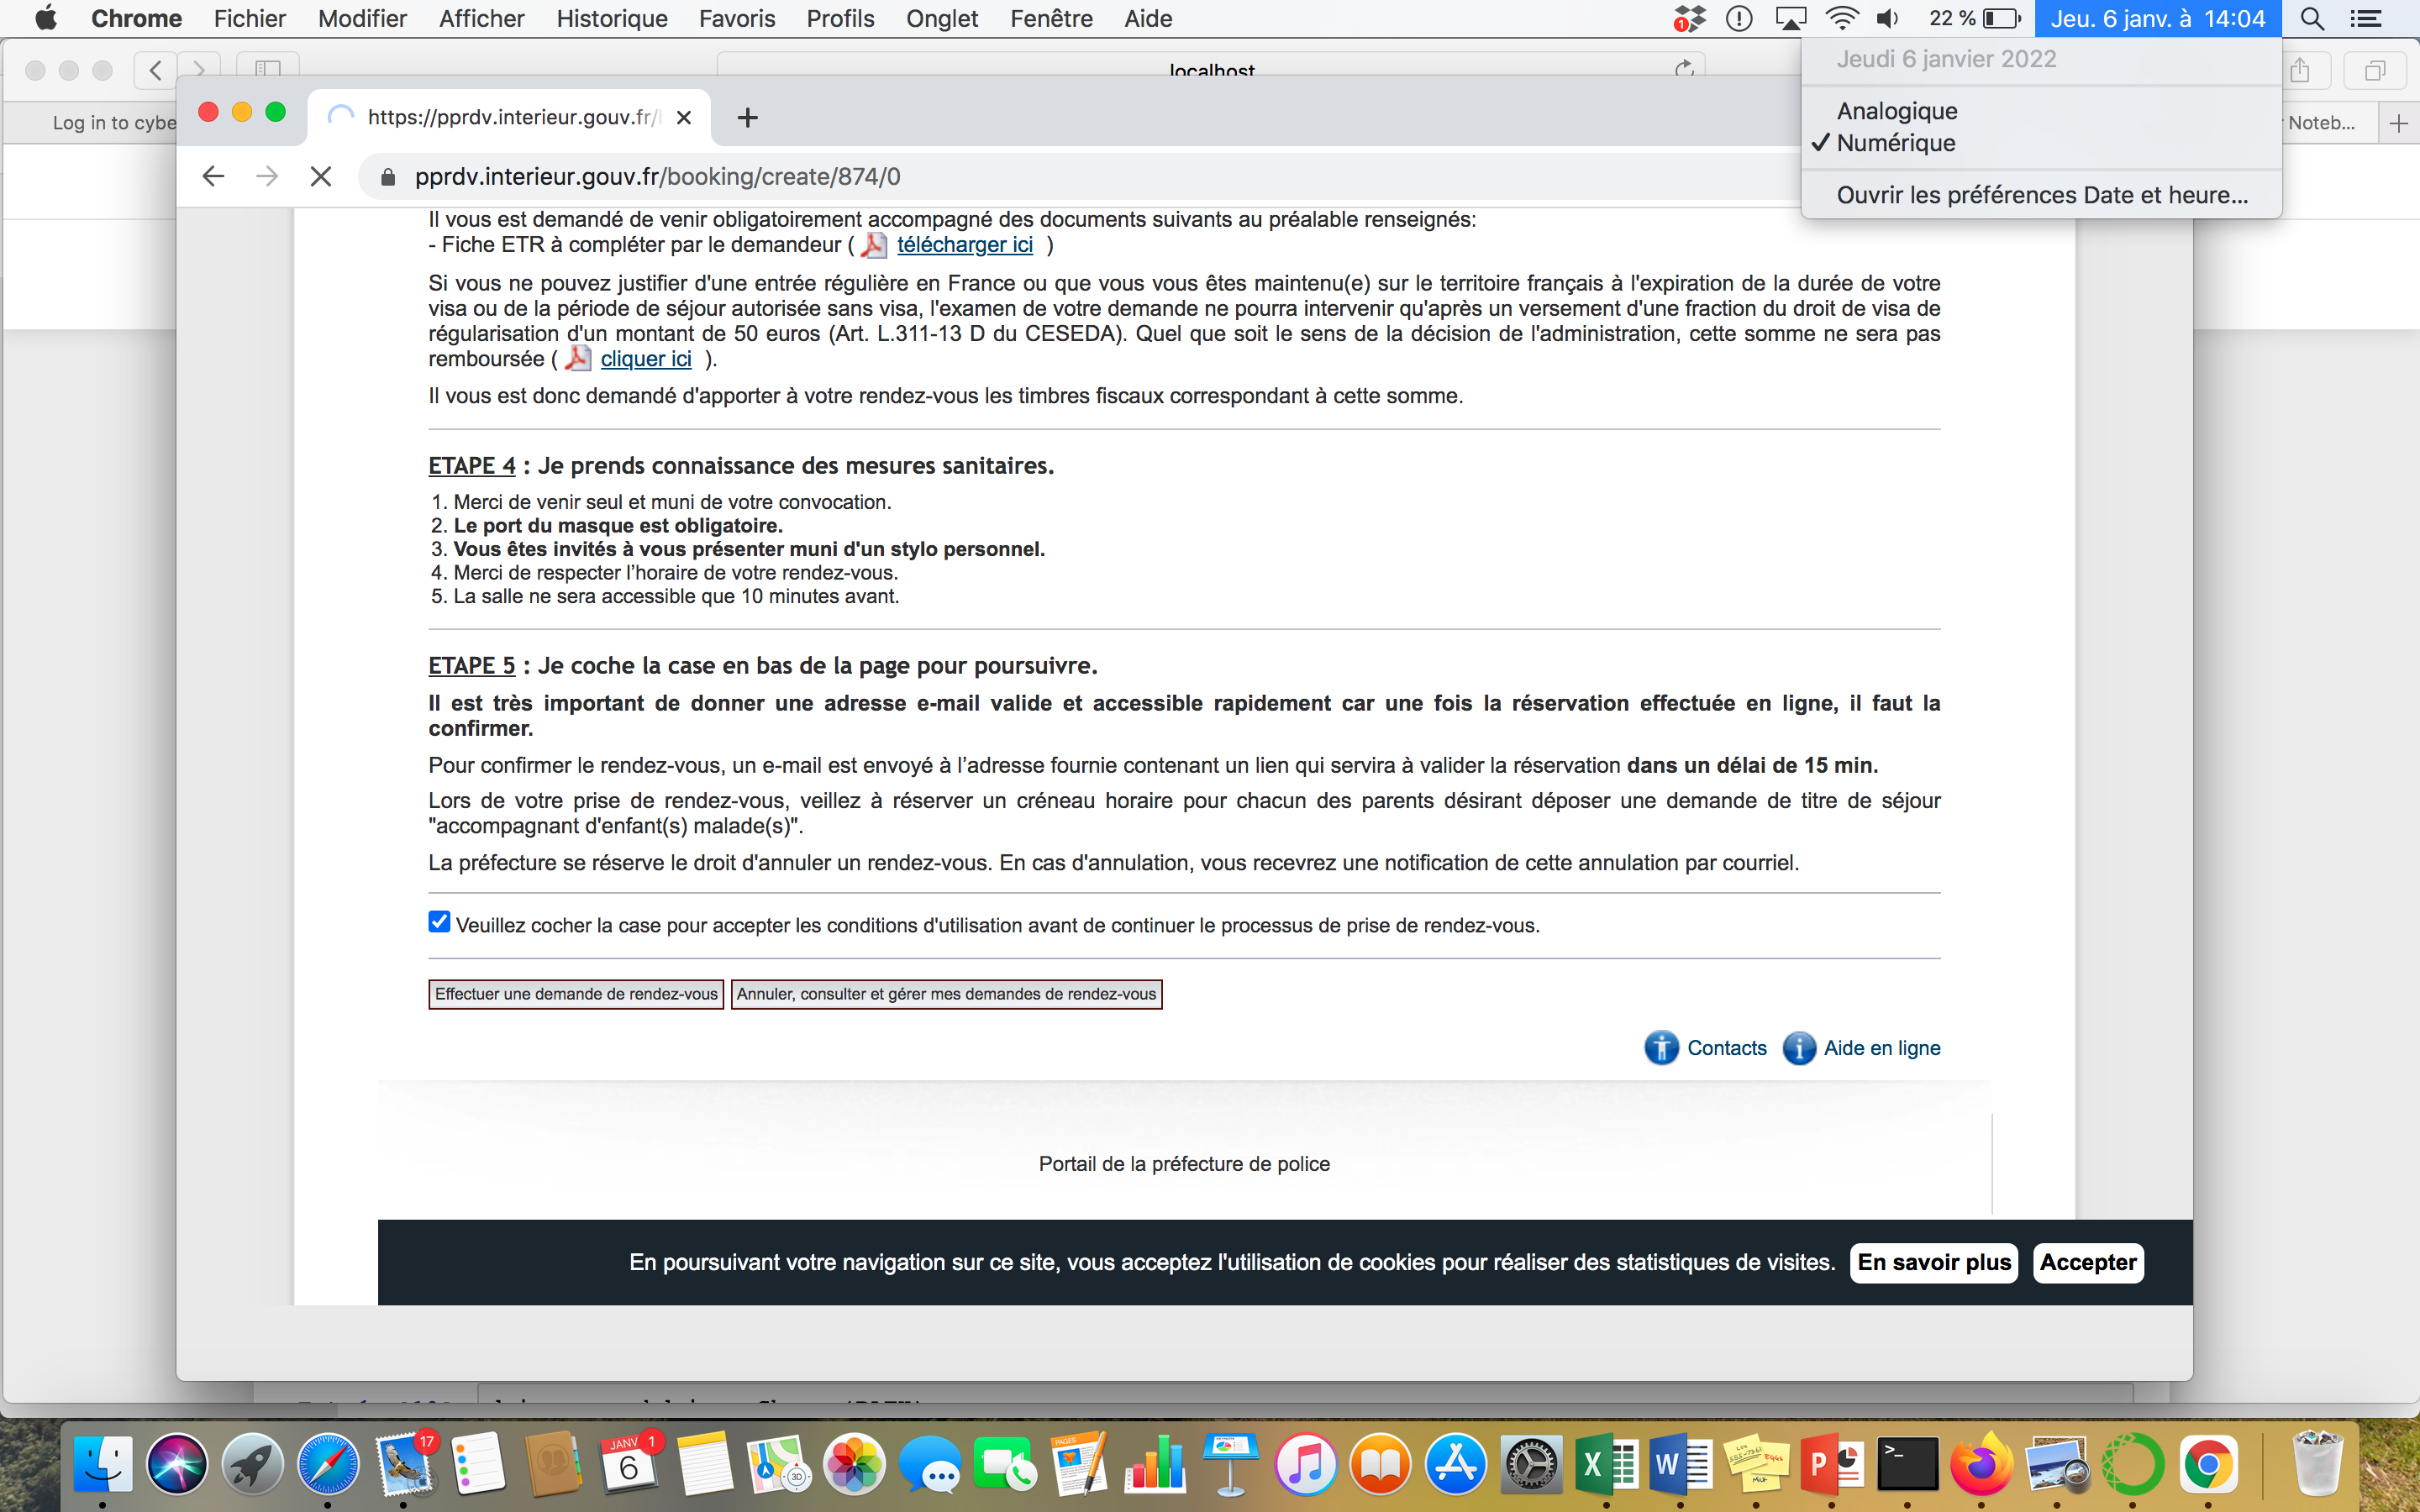 Chrome Fichier Modifier Afficher Historique Favoris Profils Onglet Fenêtre Aide
1 22 % Jeu. 6 janv. à 14:04
Jeudi 6 janvier 2022
Analogique
✓ Numérique
Ouvrir les préférences Date et heure...
localhost
Log in to cybe
Noteb...
https://pprdv.interieur.gouv.fr/
pprdv.interieur.gouv.fr/booking/create/874/0
Il vous est demandé de venir obligatoirement accompagné des documents suivants au préalable renseignés:
- Fiche ETR à compléter par le demandeur ( télécharger ici )
Si vous ne pouvez justifier d'une entrée régulière en France ou que vous vous êtes maintenu(e) sur le territoire français à l'expiration de la durée de votre
visa ou de la période de séjour autorisée sans visa, l'examen de votre demande ne pourra intervenir qu'après un versement d'une fraction du droit de visa de
régularisation d'un montant de 50 euros (Art. L.311-13 D du CESEDA). Quel que soit le sens de la décision de l'administration, cette somme ne sera pas
remboursée ( cliquer ici ).
Il vous est donc demandé d'apporter à votre rendez-vous les timbres fiscaux correspondant à cette somme.
ETAPE 4 : Je prends connaissance des mesures sanitaires.
1. Merci de venir seul et muni de votre convocation.
2. Le port du masque est obligatoire.
3. Vous êtes invités à vous présenter muni d'un stylo personnel.
4. Merci de respecter l’horaire de votre rendez-vous.
5. La salle ne sera accessible que 10 minutes avant.
ETAPE 5 : Je coche la case en bas de la page pour poursuivre.
Il est très important de donner une adresse e-mail valide et accessible rapidement car une fois la réservation effectuée en ligne, il faut la
confirmer.
Pour confirmer le rendez-vous, un e-mail est envoyé à l’adresse fournie contenant un lien qui servira à valider la réservation dans un délai de 15 min.
Lors de votre prise de rendez-vous, veillez à réserver un créneau horaire pour chacun des parents désirant déposer une demande de titre de séjour
"accompagnant d'enfant(s) malade(s)".
La préfecture se réserve le droit d'annuler un rendez-vous. En cas d'annulation, vous recevrez une notification de cette annulation par courriel.
Veuillez cocher la case pour accepter les conditions d'utilisation avant de continuer le processus de prise de rendez-vous.
Effectuer une demande de rendez-vous Annuler, consulter et gérer mes demandes de rendez-vous
Contacts Aide en ligne
Portail de la préfecture de police
En poursuivant votre navigation sur ce site, vous acceptez l'utilisation de cookies pour réaliser des statistiques de visites. En savoir plus Accepter
17 JANV. 1 6 3D PAGES